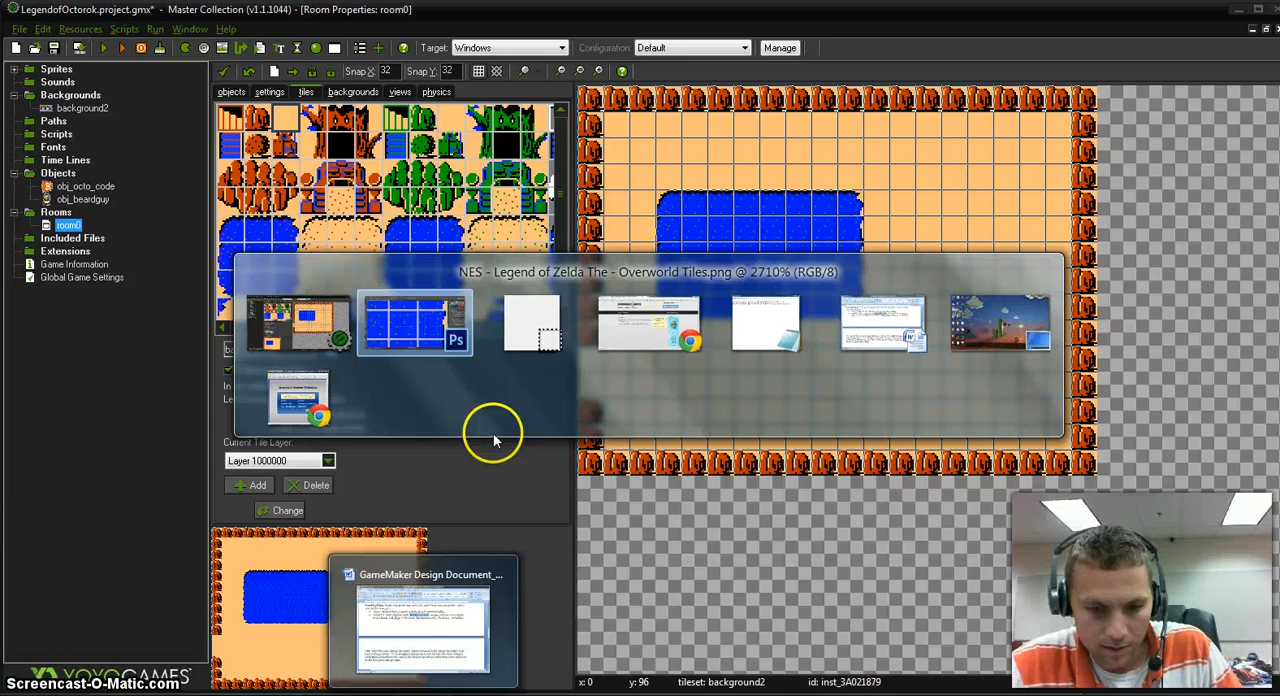 LegendofOctorok.project.gmx* - Master Collection (v1.1.1044) - [Room Properties: room0]
File Edit Resources Scripts Run Window Help
Target: Windows Configuration: Default Manage
Snap X: 32 Snap Y: 32
objects settings tiles backgrounds views physics
Sprites
Sounds
Backgrounds
background2
Paths
Scripts
Fonts
Time Lines
Objects
obj_octo_code
obj_beardguy
Rooms
room0
Included Files
Extensions
Game Information
Global Game Settings
NES - Legend of Zelda The - Overworld Tiles.png @ 2710% (RGB/8)
Ps
Current Tile Layer:
Layer 1000000
Add Delete
Change
GameMaker Design Document_...
YOYOGAMES
Screencast-O-Matic.com
x: 0 y: 96 tileset: background2 id: inst_3A021879